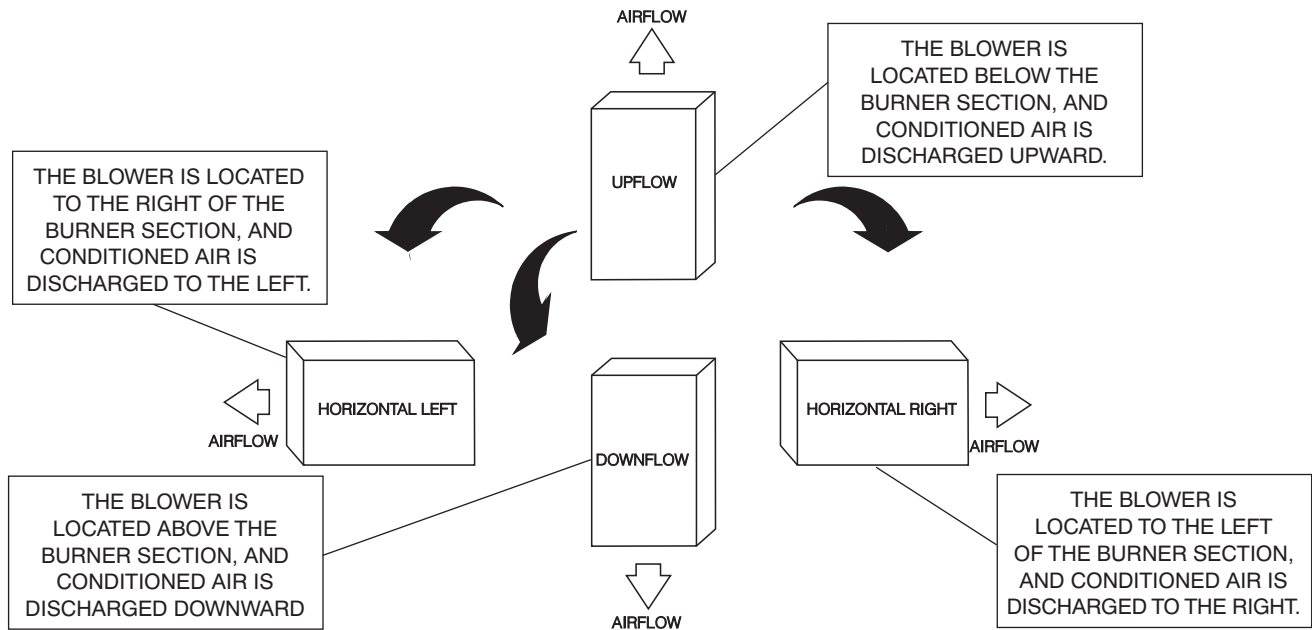 AIRFLOW
THE BLOWER IS
LOCATED BELOW THE
BURNER SECTION, AND
CONDITIONED AIR IS
DISCHARGED UPWARD.
UPFLOW
THE BLOWER IS LOCATED
TO THE RIGHT OF THE
BURNER SECTION, AND
CONDITIONED AIR IS
DISCHARGED TO THE LEFT.
HORIZONTAL LEFT
AIRFLOW
HORIZONTAL RIGHT
AIRFLOW
DOWNFLOW
THE BLOWER IS
LOCATED ABOVE THE
BURNER SECTION, AND
CONDITIONED AIR IS
DISCHARGED DOWNWARD
THE BLOWER IS
LOCATED TO THE LEFT
OF THE BURNER SECTION,
AND CONDITIONED AIR IS
DISCHARGED TO THE RIGHT.
AIRFLOW